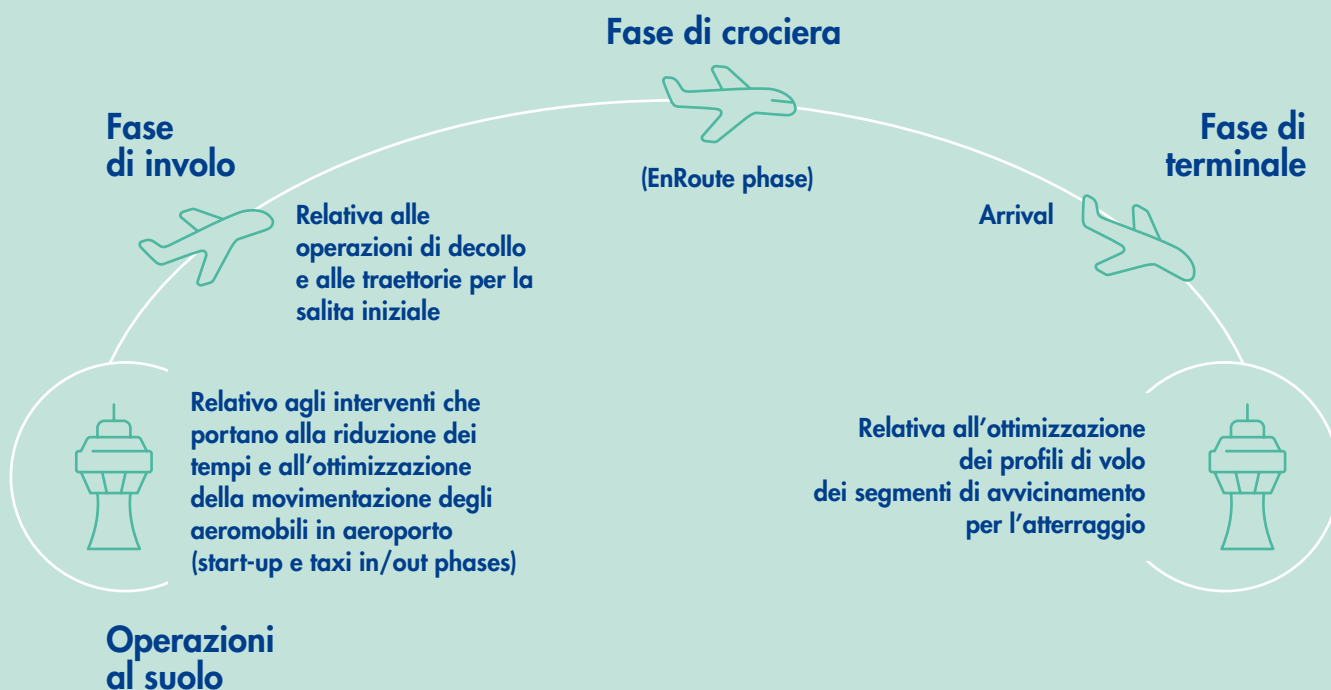 Fase di crociera
(EnRoute phase)
Fase
di involo
Relativa alle
operazioni di decollo
e alle traettorie per la
salita iniziale
Fase di
terminale
Arrival
Relativo agli interventi che
portano alla riduzione dei
tempi e all'ottimizzazione
della movimentazione degli
aeromobili in aeroporto
(start-up e taxi in/out phases)
Relativa all'ottimizzazione
dei profili di volo
dei segmenti di avvicinamento
per l'atterraggio
Operazioni
al suolo